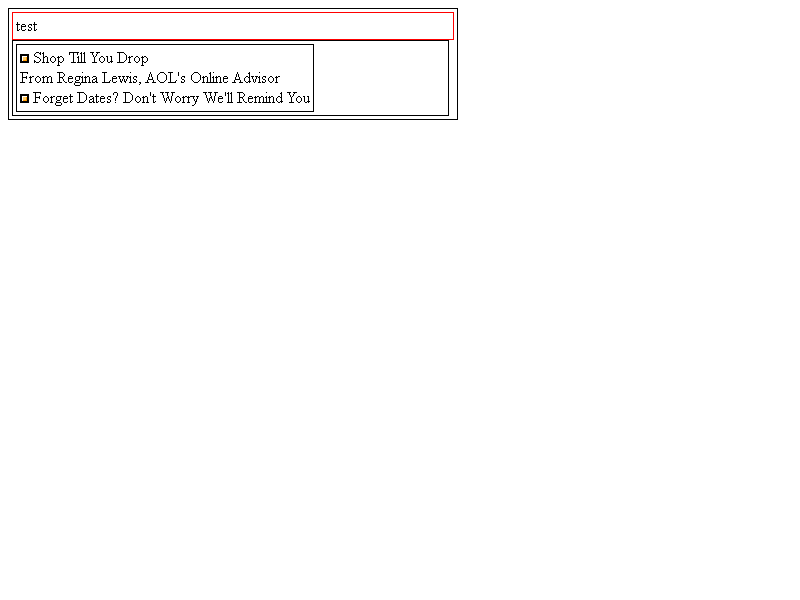 test
Shop Till You Drop
From Regina Lewis, AOL's Online Advisor
Forget Dates? Don't Worry We'll Remind You